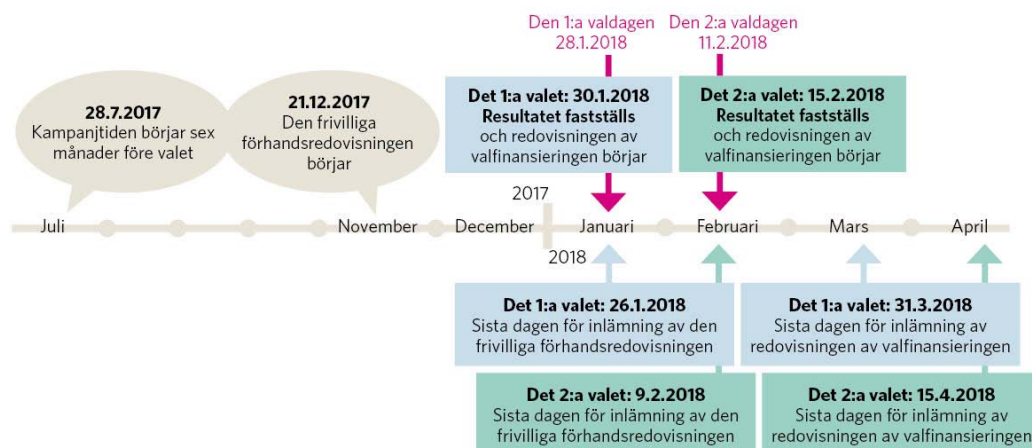 Den 1:a valdagen
28.1.2018
Den 2:a valdagen
11.2.2018
28.7.2017
Kampanjtiden börjar sex
månader före valet
21.12.2017
Den frivilliga
förhandsredovisningen
börjar
Det 1:a valet: 30.1.2018
Resultatet fastställs
och redovisningen av
valfinansieringen börjar
Det 2:a valet: 15.2.2018
Resultatet fastställs
och redovisningen av
valfinansieringen börjar
2017
Juli
November
December
Januari
Februari
Mars
April
2018
Det 1:a valet: 26.1.2018
Sista dagen för inlämning av den
frivilliga förhandsredovisningen
Det 1:a valet: 31.3.2018
Sista dagen för inlämning av
redovisningen av valfinansieringen
Det 2:a valet: 9.2.2018
Sista dagen för inlämning av den
frivilliga förhandsredovisningen
Det 2:a valet: 15.4.2018
Sista dagen för inlämning av
redovisningen av valfinansieringen